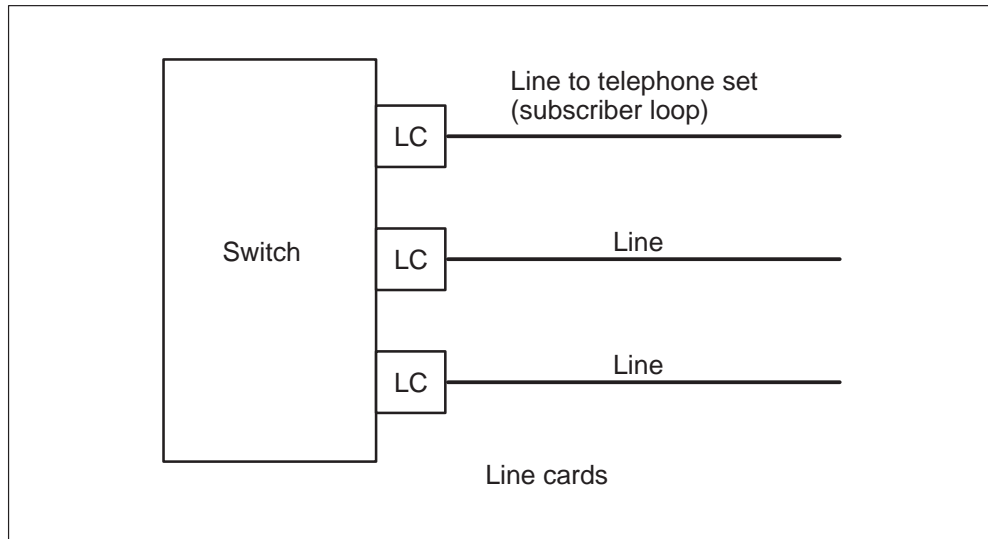 Line to telephone set
(subscriber loop)
LC
Switch
LC
Line
LC
Line
Line cards